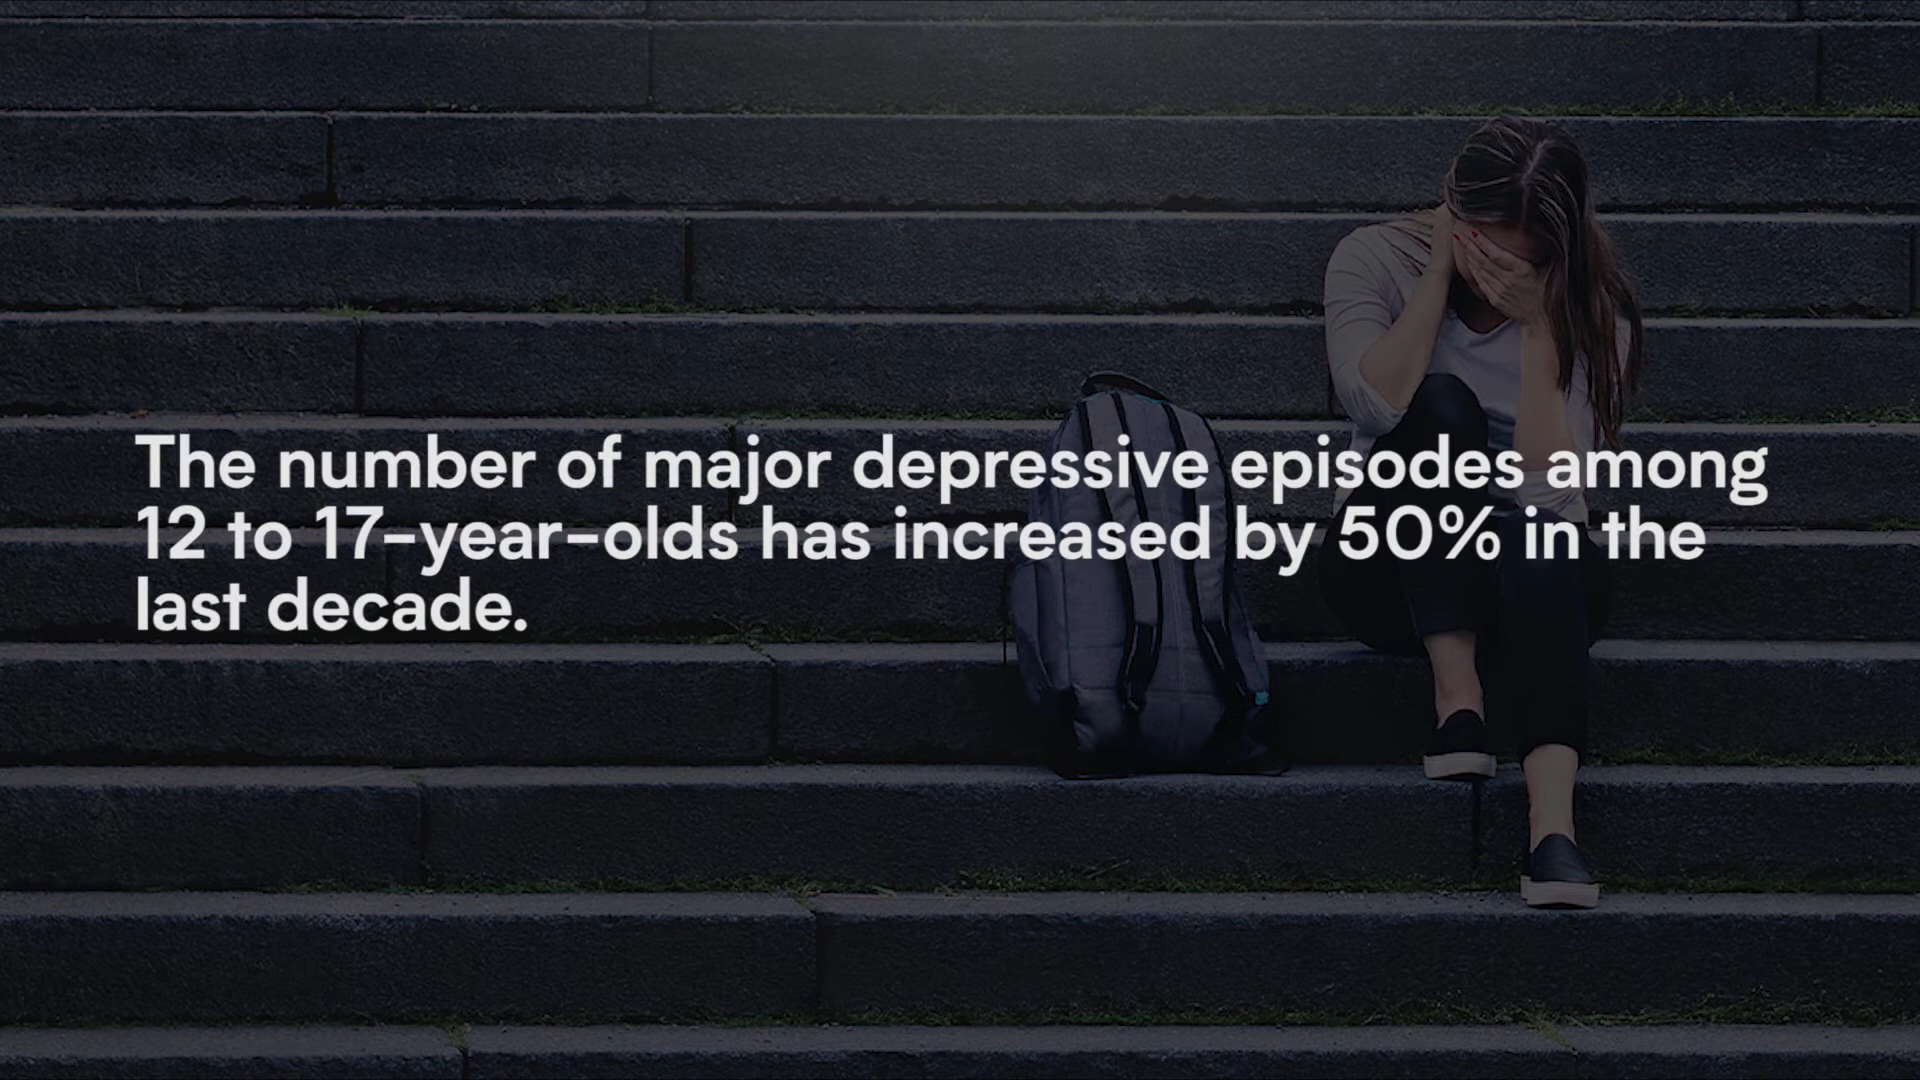 The number of major depressive episodes among
12 to 17-year-olds has increased by 50% in the
last decade.